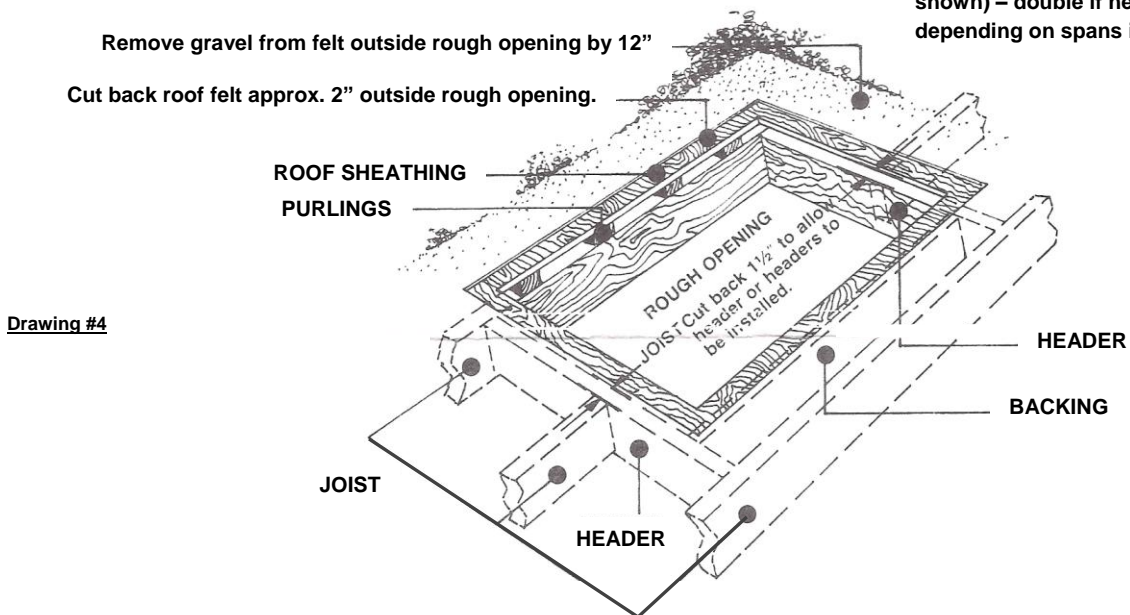 shown) – double if ne
depending on spans i
Remove gravel from felt outside rough opening by 12”
Cut back roof felt approx. 2” outside rough opening.
ROOF SHEATHING
PURLINGS
ROUGH OPENING
JOIST Cut back 1½” to allow
header or headers to
be installed.
Drawing #4
HEADER
BACKING
JOIST
HEADER